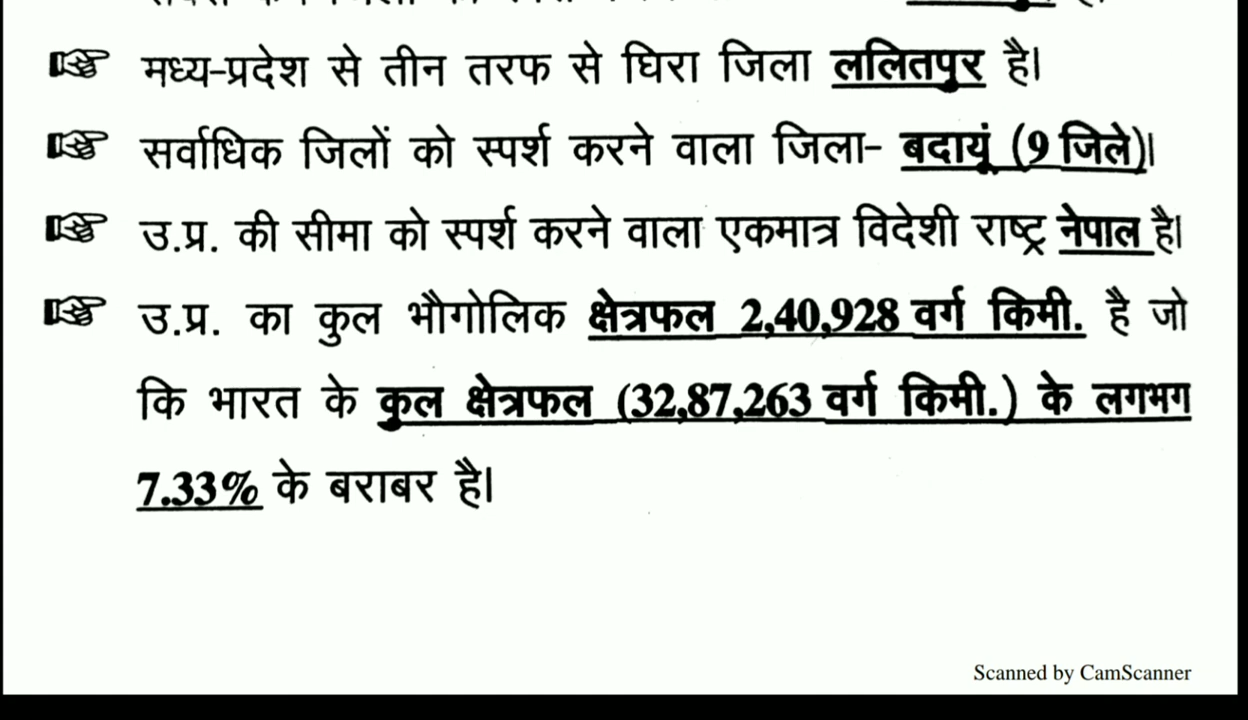 ☞ मध्य-प्रदेश से तीन तरफ से घिरा जिला ललितपुर है।
☞ सर्वाधिक जिलों को स्पर्श करने वाला जिला- बदायूं (9 जिले)।
☞ उ.प्र. की सीमा को स्पर्श करने वाला एकमात्र विदेशी राष्ट्र नेपाल है।
☞ उ.प्र. का कुल भौगोलिक क्षेत्रफल 2,40,928 वर्ग किमी. है जो
कि भारत के कुल क्षेत्रफल (32,87,263 वर्ग किमी.) के लगभग
7.33% के बराबर है।
Scanned by CamScanner